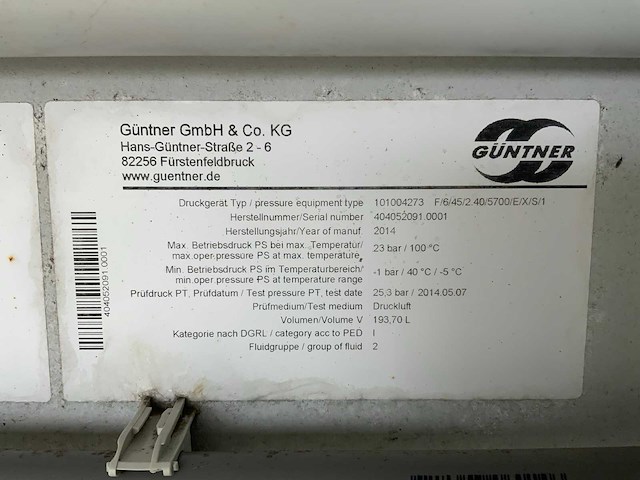 Güntner GmbH & Co. KG
Hans-Güntner-Straße 2 - 6
82256 Fürstenfeldbruck
www.guentner.de
GÜNTNER
Druckgerät Typ / pressure equipment type 101004273 F/6/45/2.40/5700/E/X/S/1
Herstellnummer/Serial number 404052091.0001
Herstellungsjahr/Year of manuf. 2014
Max. Betriebsdruck PS bei max. Temperatur/
max.oper.pressure PS at max. temperature, 23 bar / 100 °C
Min. Betriebsdruck PS im Temperaturbereich/
min.oper.pressure PS at temperature range -1 bar / 40 °C / -5 °C
Prüfdruck PT, Prüfdatum / Test pressure PT, test date 25,3 bar / 2014.05.07
Prüfmedium/Test medium Druckluft
Volumen/Volume V 193,70 L
Kategorie nach DGRL / category acc to PED I
Fluidgruppe / group of fluid 2
404052091.0001